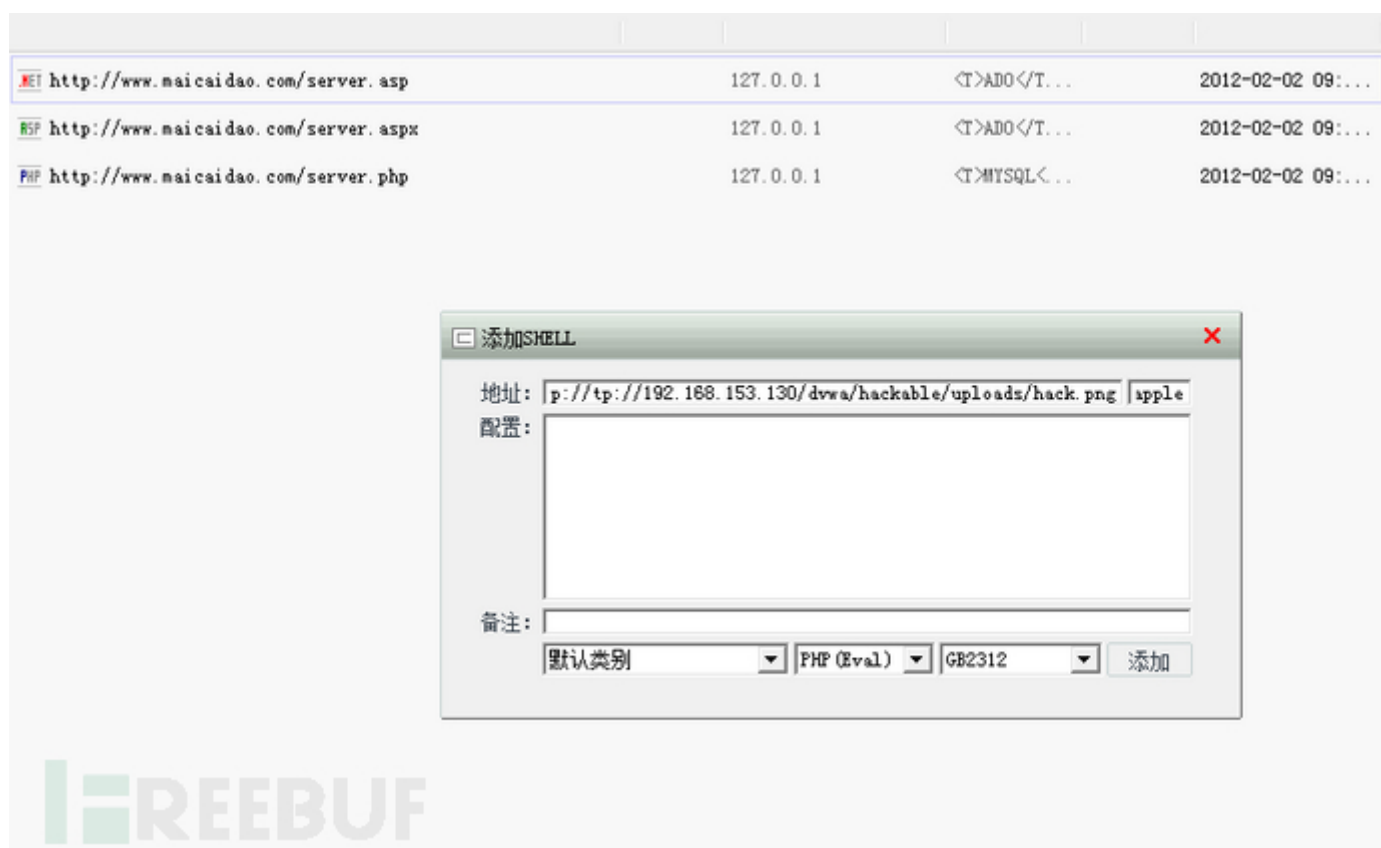 .NET http://www.maicaidao.com/server.asp 127.0.0.1 <T>ADO</T... 2012-02-02 09:...
ASP http://www.maicaidao.com/server.aspx 127.0.0.1 <T>ADO</T... 2012-02-02 09:...
PHP http://www.maicaidao.com/server.php 127.0.0.1 <T>MYSQL<... 2012-02-02 09:...
添加SHELL
地址: p://tp://192.168.153.130/dvwa/hackable/uploads/hack.png apple
配置:
备注:
默认类别 PHP(Eval) GB2312 添加
FREEBUF